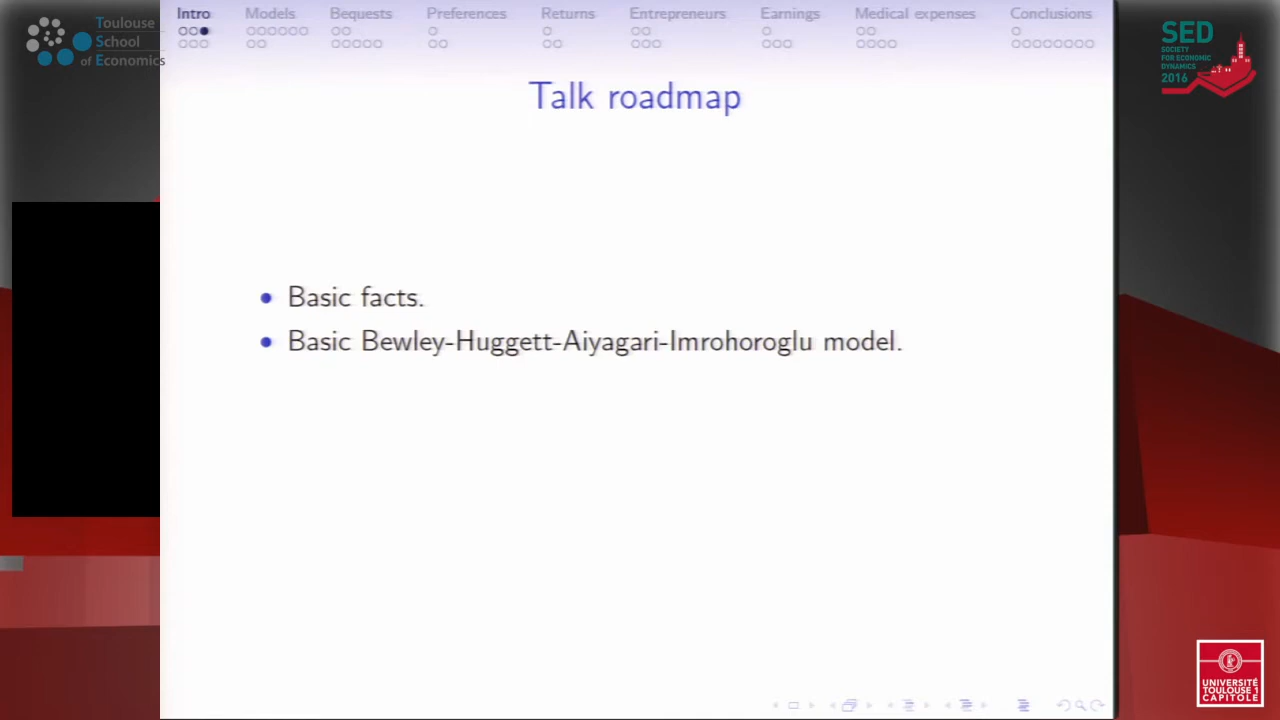 Toulouse
School
of Economics
Intro Models Bequests Preferences Returns Entrepreneurs Earnings Medical expenses Conclusions
SED
SOCIETY
FOR ECONOMIC
DYNAMICS
2016
Talk roadmap
• Basic facts.
• Basic Bewley-Huggett-Aiyagari-Imrohoroglu model.
UNIVERSITÉ
TOULOUSE 1
CAPITOLE